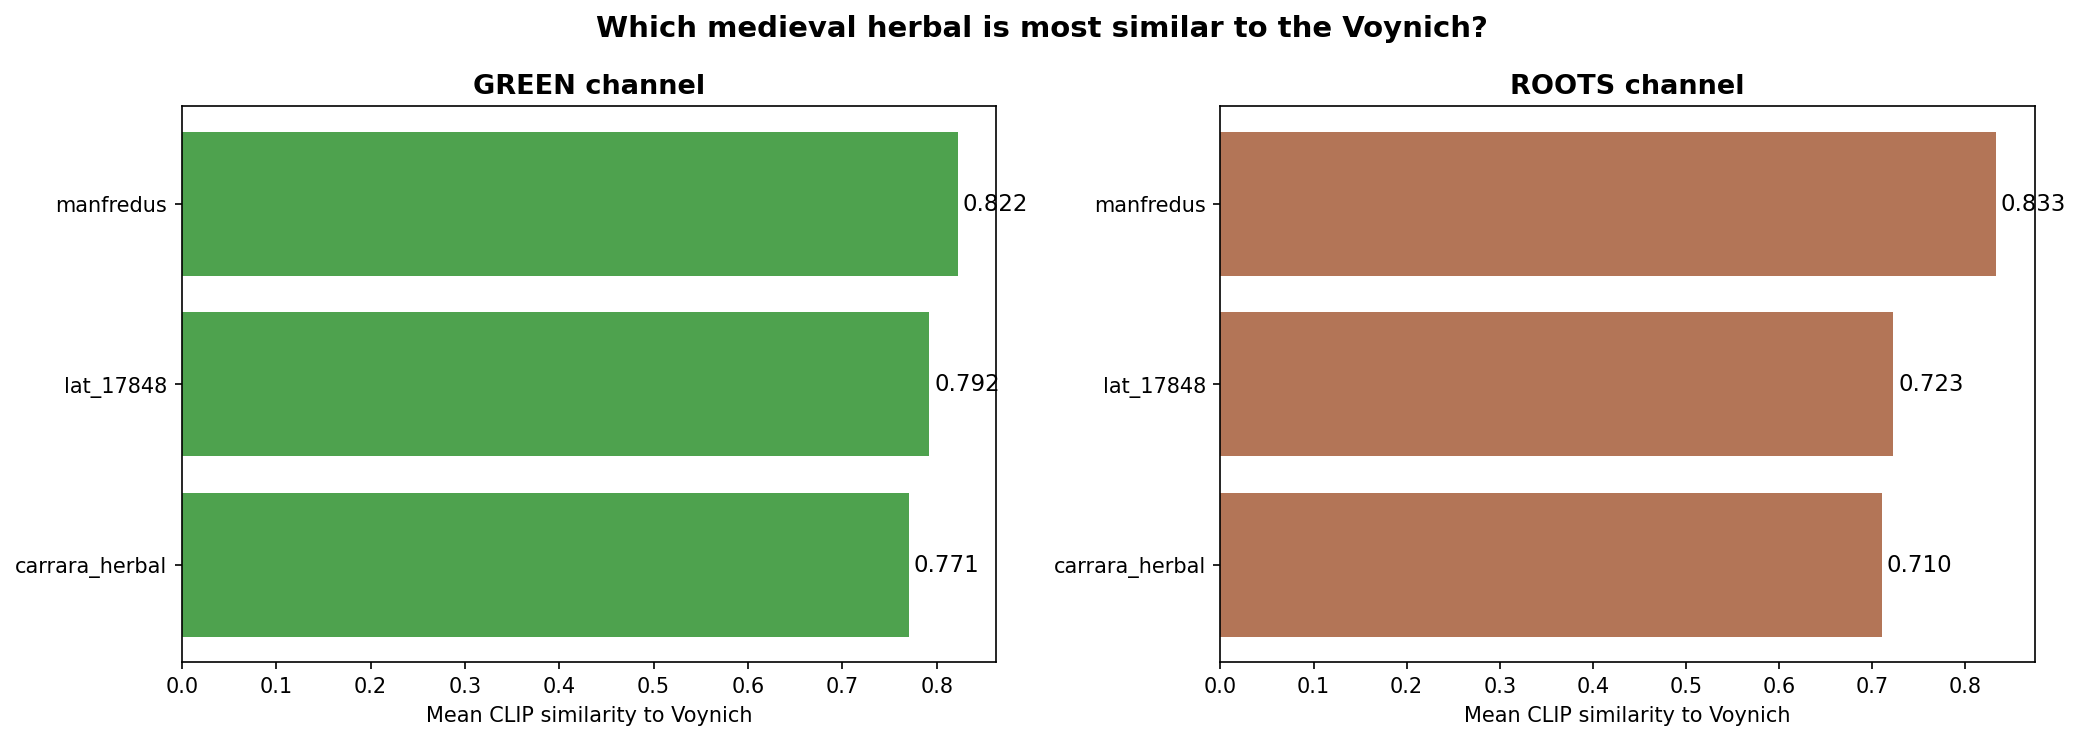 Which medieval herbal is most similar to the Voynich?
GREEN channel
manfredus
0.822
lat_17848
0.792
carrara_herbal
0.771
0.0 0.1 0.2 0.3 0.4 0.5 0.6 0.7 0.8
Mean CLIP similarity to Voynich
ROOTS channel
manfredus
0.833
lat_17848
0.723
carrara_herbal
0.710
0.0 0.1 0.2 0.3 0.4 0.5 0.6 0.7 0.8
Mean CLIP similarity to Voynich